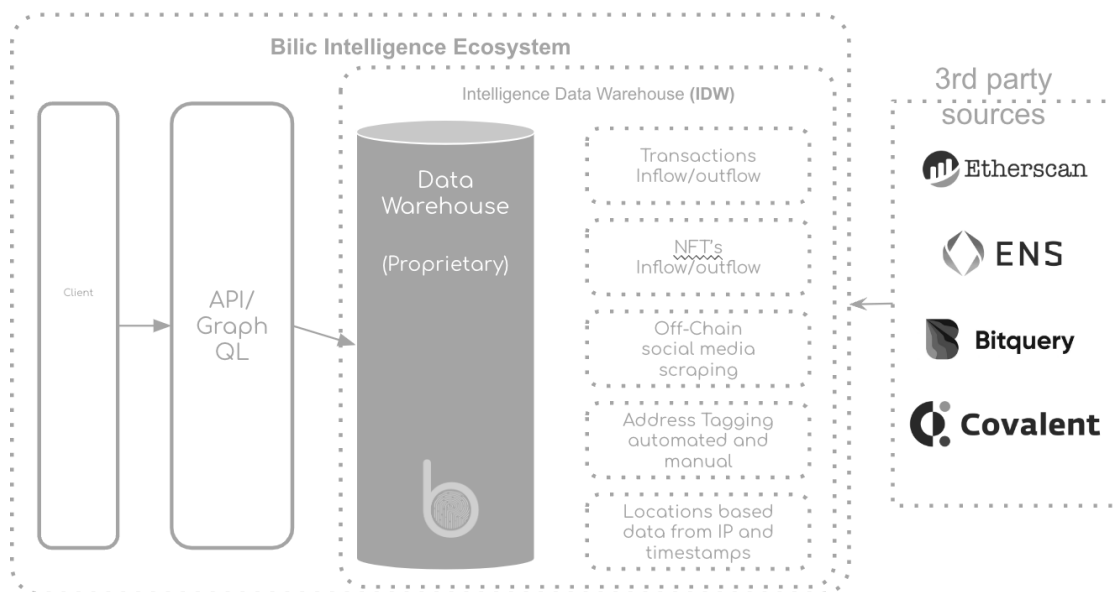 Bilic Intelligence Ecosystem
Intelligence Data Warehouse (IDW)
Client
API/
Graph
QL
Data
Warehouse
(Proprietary)
b
Transactions
Inflow/outflow
NFT's
Inflow/outflow
Off-Chain
social media
scraping
Address Tagging
automated and
manual
Locations based
data from IP and
timestamps
3rd party
sources
Etherscan
ENS
Bitquery
Covalent